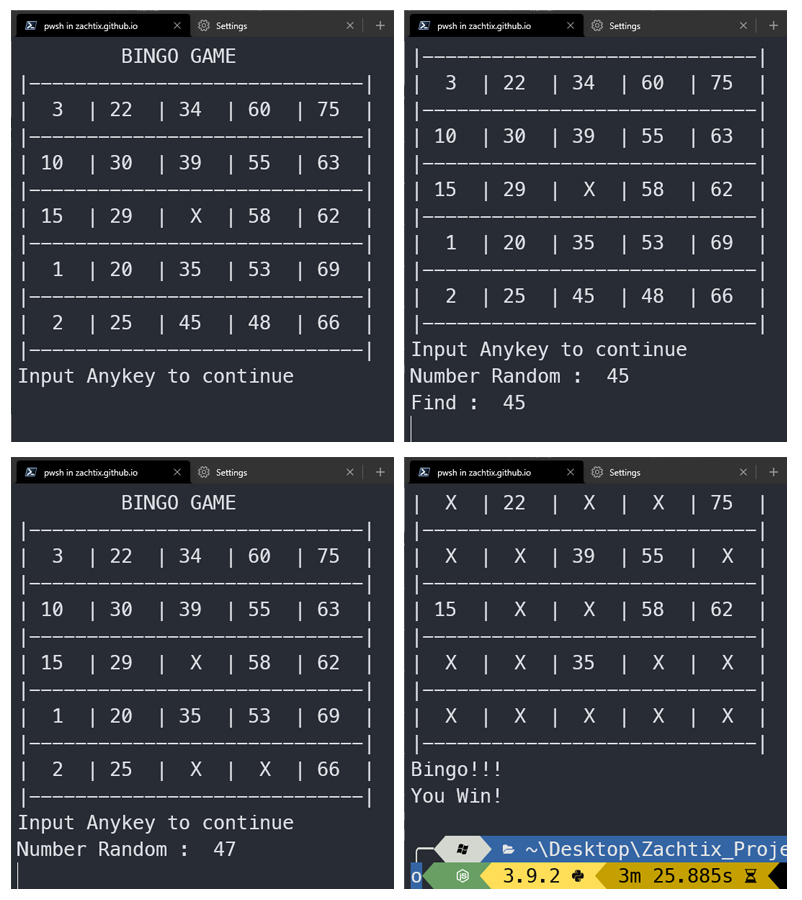 pwsh in zachtix.github.io × Settings × +
BINGO GAME
|-----------------------------|
| 3 | 22 | 34 | 60 | 75 |
|-----------------------------|
| 10 | 30 | 39 | 55 | 63 |
|-----------------------------|
| 15 | 29 | X | 58 | 62 |
|-----------------------------|
| 1 | 20 | 35 | 53 | 69 |
|-----------------------------|
| 2 | 25 | 45 | 48 | 66 |
|-----------------------------|
Input Anykey to continue
pwsh in zachtix.github.io × Settings × +
|-----------------------------|
| 3 | 22 | 34 | 60 | 75 |
|-----------------------------|
| 10 | 30 | 39 | 55 | 63 |
|-----------------------------|
| 15 | 29 | X | 58 | 62 |
|-----------------------------|
| 1 | 20 | 35 | 53 | 69 |
|-----------------------------|
| 2 | 25 | 45 | 48 | 66 |
|-----------------------------|
Input Anykey to continue
Number Random : 45
Find : 45
pwsh in zachtix.github.io × Settings × +
BINGO GAME
|-----------------------------|
| 3 | 22 | 34 | 60 | 75 |
|-----------------------------|
| 10 | 30 | 39 | 55 | 63 |
|-----------------------------|
| 15 | 29 | X | 58 | 62 |
|-----------------------------|
| 1 | 20 | 35 | 53 | 69 |
|-----------------------------|
| 2 | 25 | X | X | 66 |
|-----------------------------|
Input Anykey to continue
Number Random : 47
pwsh in zachtix.github.io × Settings × +
| X | 22 | X | X | 75 |
|-----------------------------|
| X | X | 39 | 55 | X |
|-----------------------------|
| 15 | X | X | 58 | 62 |
|-----------------------------|
| X | X | 35 | X | X |
|-----------------------------|
| X | X | X | X | X |
|-----------------------------|
Bingo!!!
You Win!
~\Desktop\Zachtix_Proje
o 3.9.2 3m 25.885s